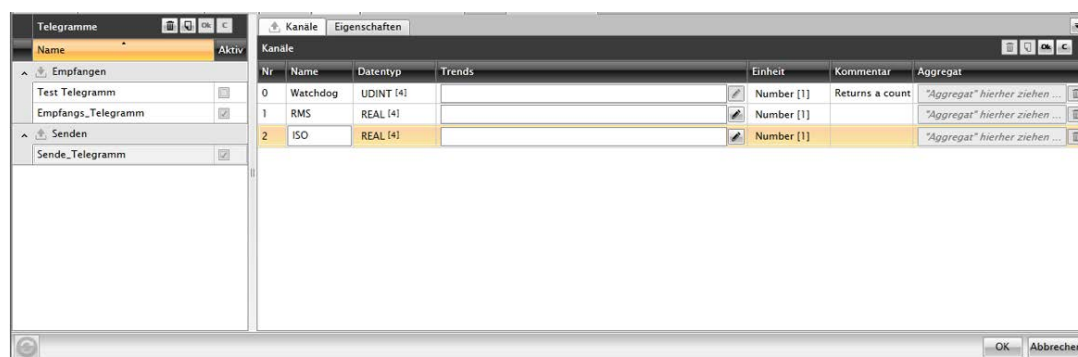 Telegramme Ok C
Kanäle Eigenschaften
Name Aktiv
Kanäle Ok C
Empfangen
Nr Name Datentyp Trends Einheit Kommentar Aggregat
Test Telegramm
0 Watchdog UDINT [4] Number [1] Returns a count "Aggregat" hierher ziehen ...
Empfangs_Telegramm
1 RMS REAL [4] Number [1] "Aggregat" hierher ziehen ...
Senden
2 ISO REAL [4] Number [1] "Aggregat" hierher ziehen ...
Sende_Telegramm
OK Abbrechen